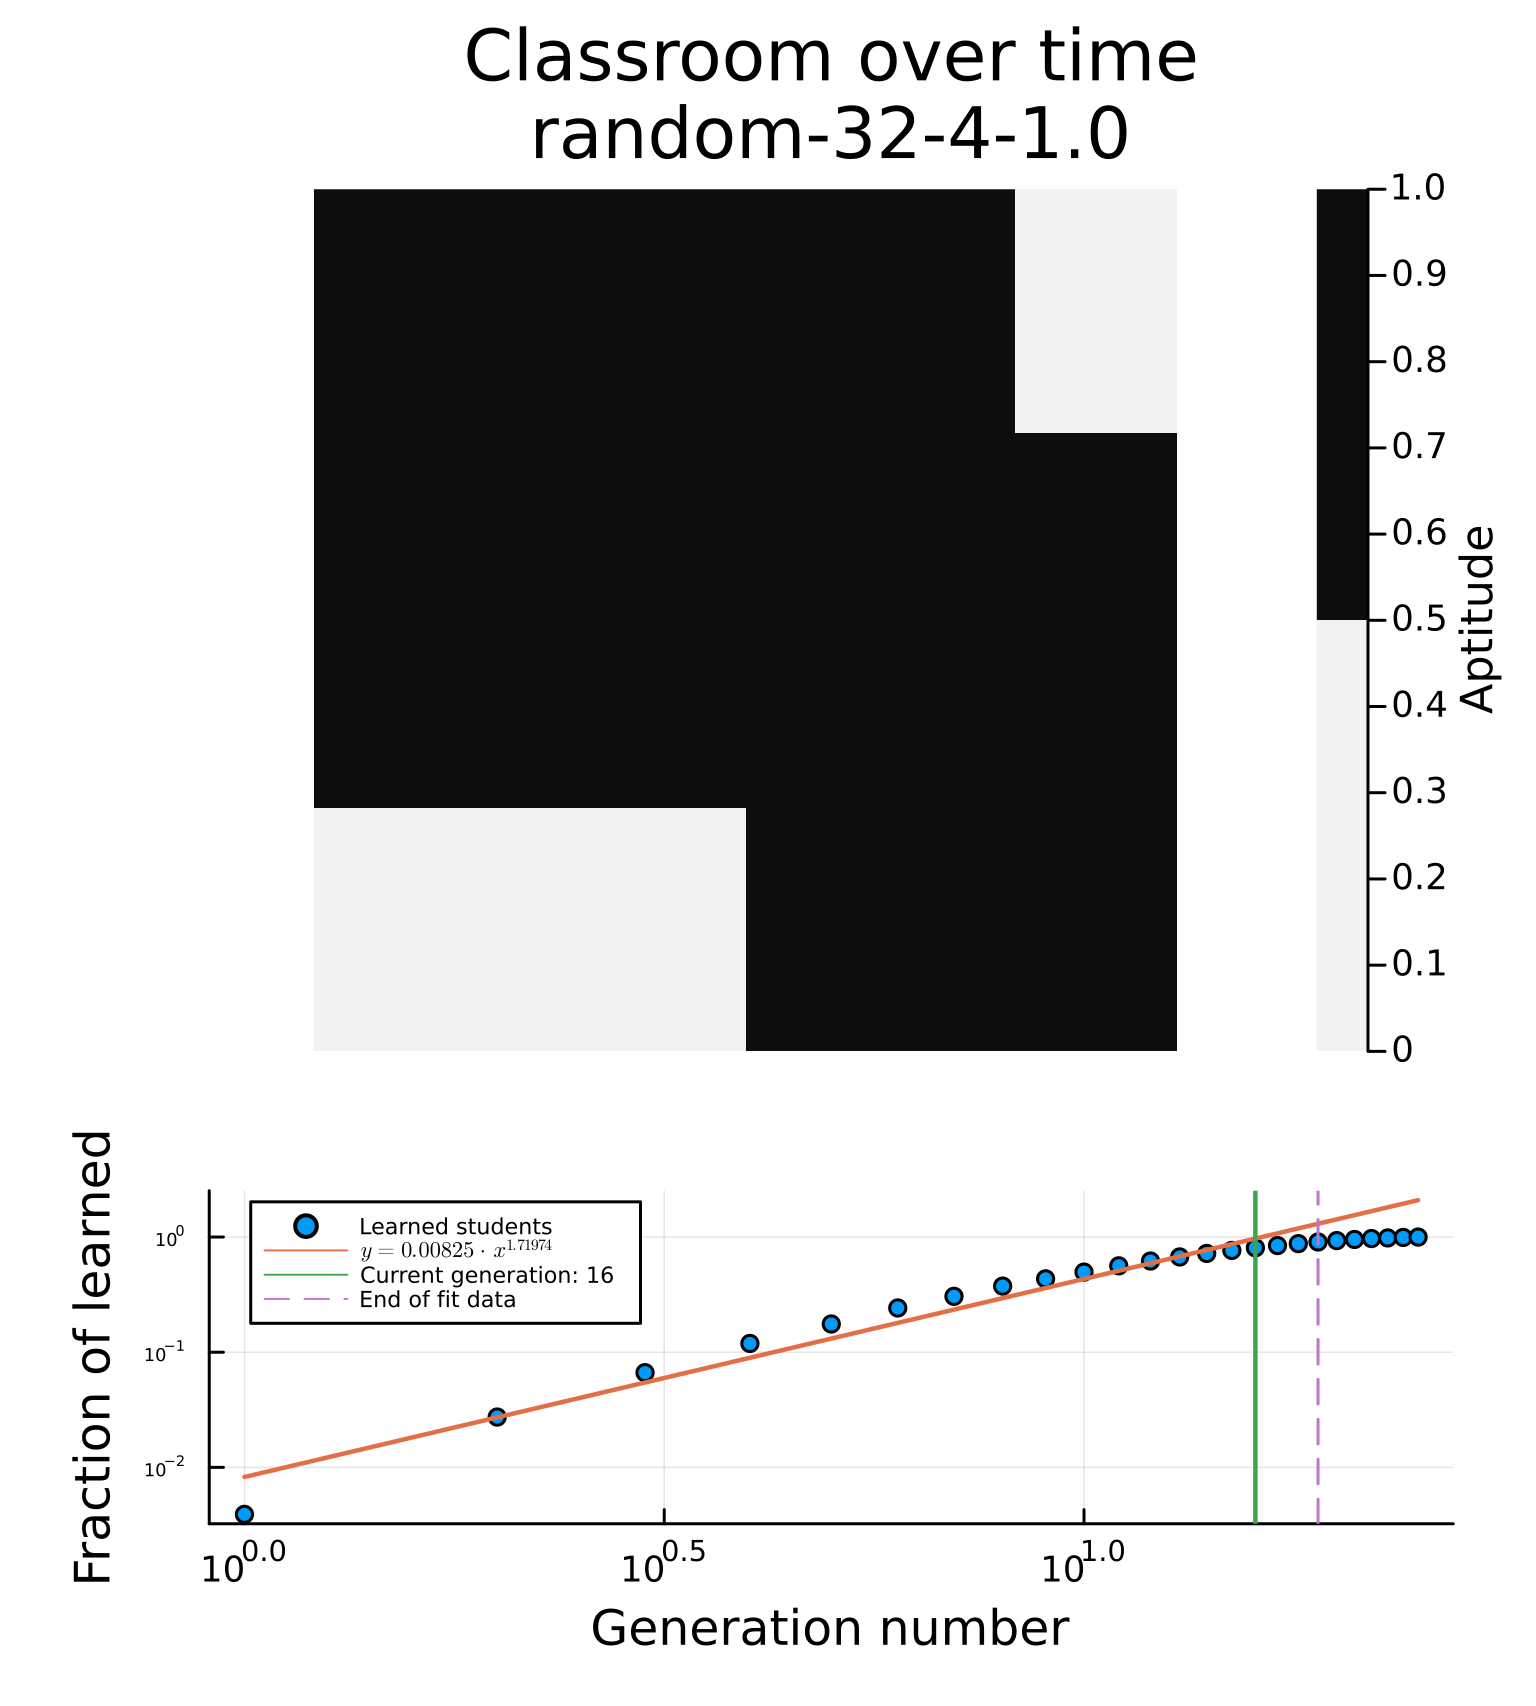 Classroom over time
random-32-4-1.0
1.0
0.9
0.8
0.7
0.6
0.5
0.4
0.3
0.2
0.1
0
Aptitude
Fraction of learned
10⁰
10⁻¹
10⁻²
Learned students
y = 0.00825 · x^1.71974
Current generation: 16
End of fit data
10^0.0
10^0.5
10^1.0
Generation number